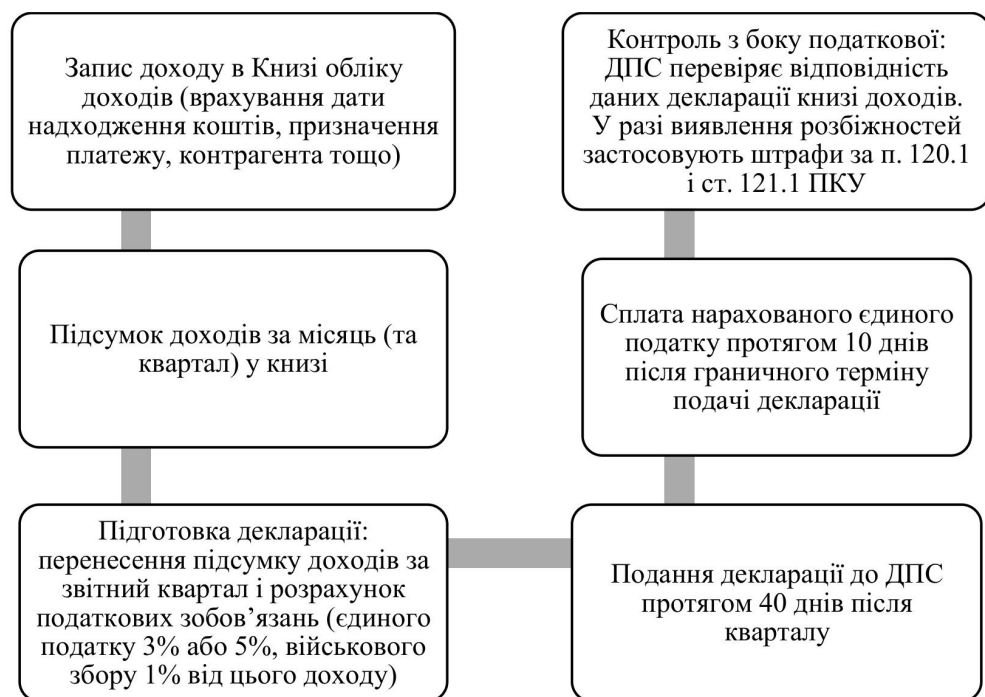 Запис доходу в Книзі обліку
доходів (врахування дати
надходження коштів, призначення
платежу, контрагента тощо)
Підсумок доходів за місяць (та
квартал) у книзі
Підготовка декларації:
перенесення підсумку доходів за
звітний квартал і розрахунок
податкових зобов’язань (єдиного
податку 3% або 5%, військового
збору 1% від цього доходу)
Подання декларації до ДПС
протягом 40 днів після
кварталу
Сплата нарахованого єдиного
податку протягом 10 днів
після граничного терміну
подачі декларації
Контроль з боку податкової:
ДПС перевіряє відповідність
даних декларації книзі доходів.
У разі виявлення розбіжностей
застосовують штрафи за п. 120.1
і ст. 121.1 ПКУ